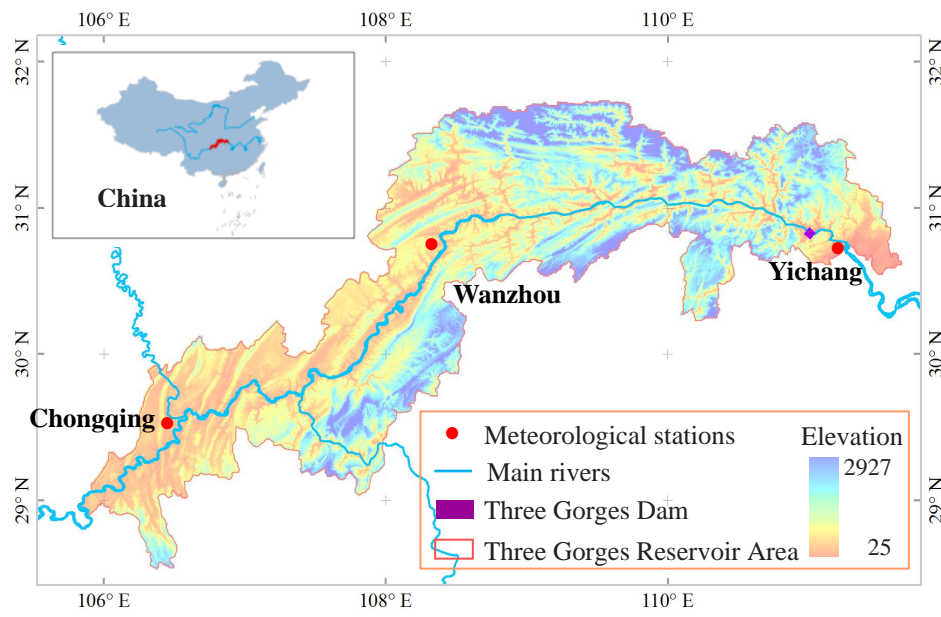 106° E 108° E 110° E
32° N 32° N
China
31° N 31° N
Yichang
Wanzhou
30° N 30° N
Chongqing
Meteorological stations Elevation
Main rivers 2927
29° N 29° N
Three Gorges Dam
Three Gorges Reservoir Area 25
106° E 108° E 110° E